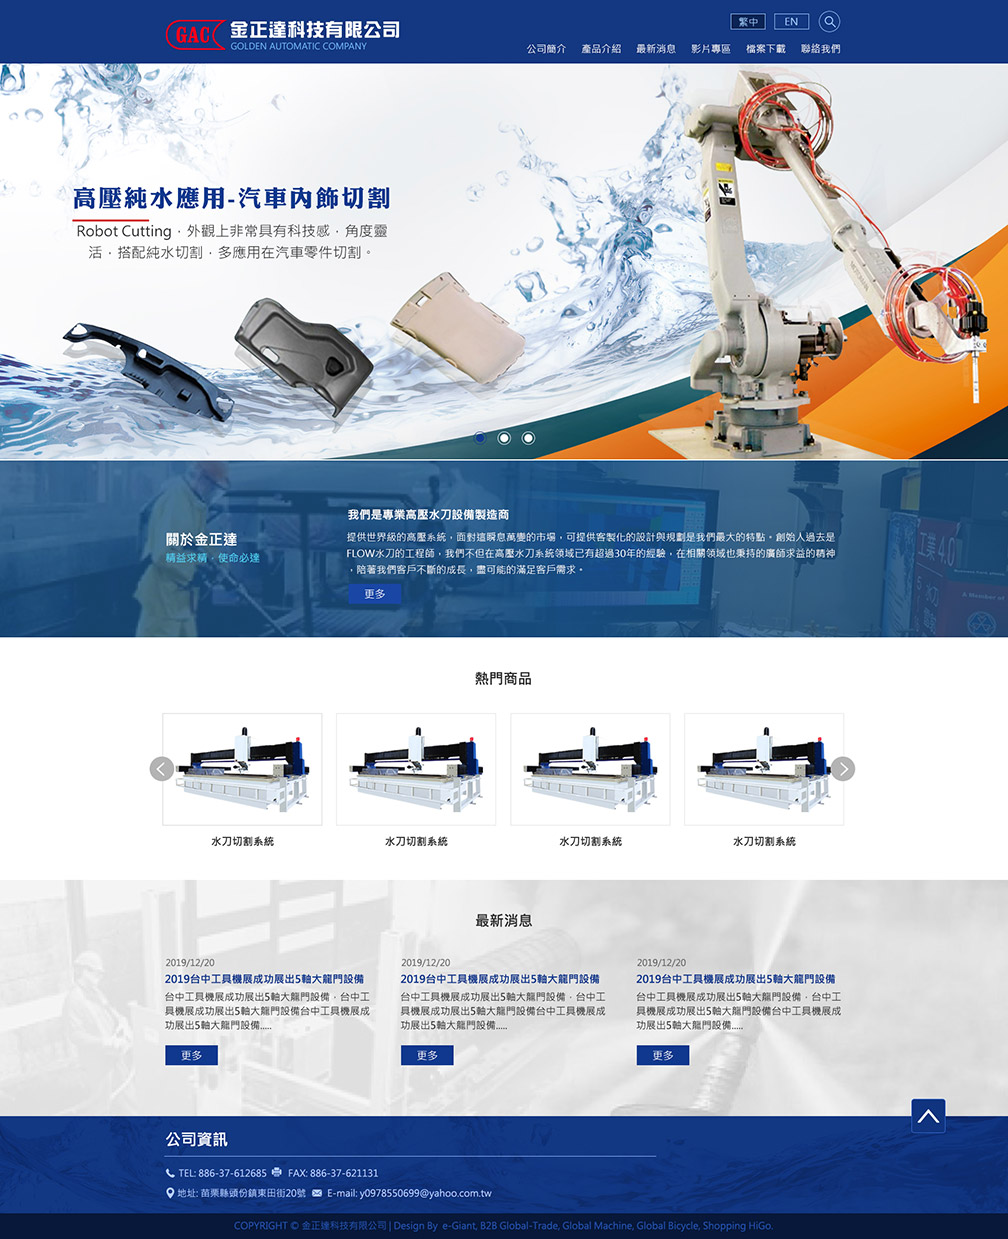 GAC
金正達科技有限公司
GOLDEN AUTOMATIC COMPANY
繁中 EN
公司簡介 產品介紹 最新消息 影片專區 檔案下載 聯絡我們
高壓純水應用-汽車內飾切割
Robot Cutting，外觀上非常具有科技感，角度靈
活，搭配純水切割，多應用在汽車零件切割。
關於金正達
精益求精，使命必達
我們是專業高壓水刀設備製造商
提供世界級的高壓系統，面對這瞬息萬變的市場，可提供客製化的設計與規劃是我們最大的特點。創始人過去是
FLOW水刀的工程師，我們不但在高壓水刀系統領域已有超過30年的經驗，在相關領域也秉持的廣師求益的精神
，陪著我們客戶不斷的成長，盡可能的滿足客戶需求。
更多
工業4.0
水刀
A Member of
熱門商品
水刀切割系統
水刀切割系統
水刀切割系統
水刀切割系統
最新消息
2019/12/20
2019台中工具機展成功展出5軸大龍門設備
台中工具機展成功展出5軸大龍門設備，台中工
具機展成功展出5軸大龍門設備台中工具機展成
功展出5軸大龍門設備.....
更多
2019/12/20
2019台中工具機展成功展出5軸大龍門設備
台中工具機展成功展出5軸大龍門設備，台中工
具機展成功展出5軸大龍門設備台中工具機展成
功展出5軸大龍門設備.....
更多
2019/12/20
2019台中工具機展成功展出5軸大龍門設備
台中工具機展成功展出5軸大龍門設備，台中工
具機展成功展出5軸大龍門設備台中工具機展成
功展出5軸大龍門設備.....
更多
公司資訊
TEL: 886-37-612685 FAX: 886-37-621131
地址: 苗栗縣頭份鎮東田街20號 E-mail: y0978550699@yahoo.com.tw
COPYRIGHT © 金正達科技有限公司 | Design By e-Giant, B2B Global-Trade, Global Machine, Global Bicycle, Shopping HiGo.